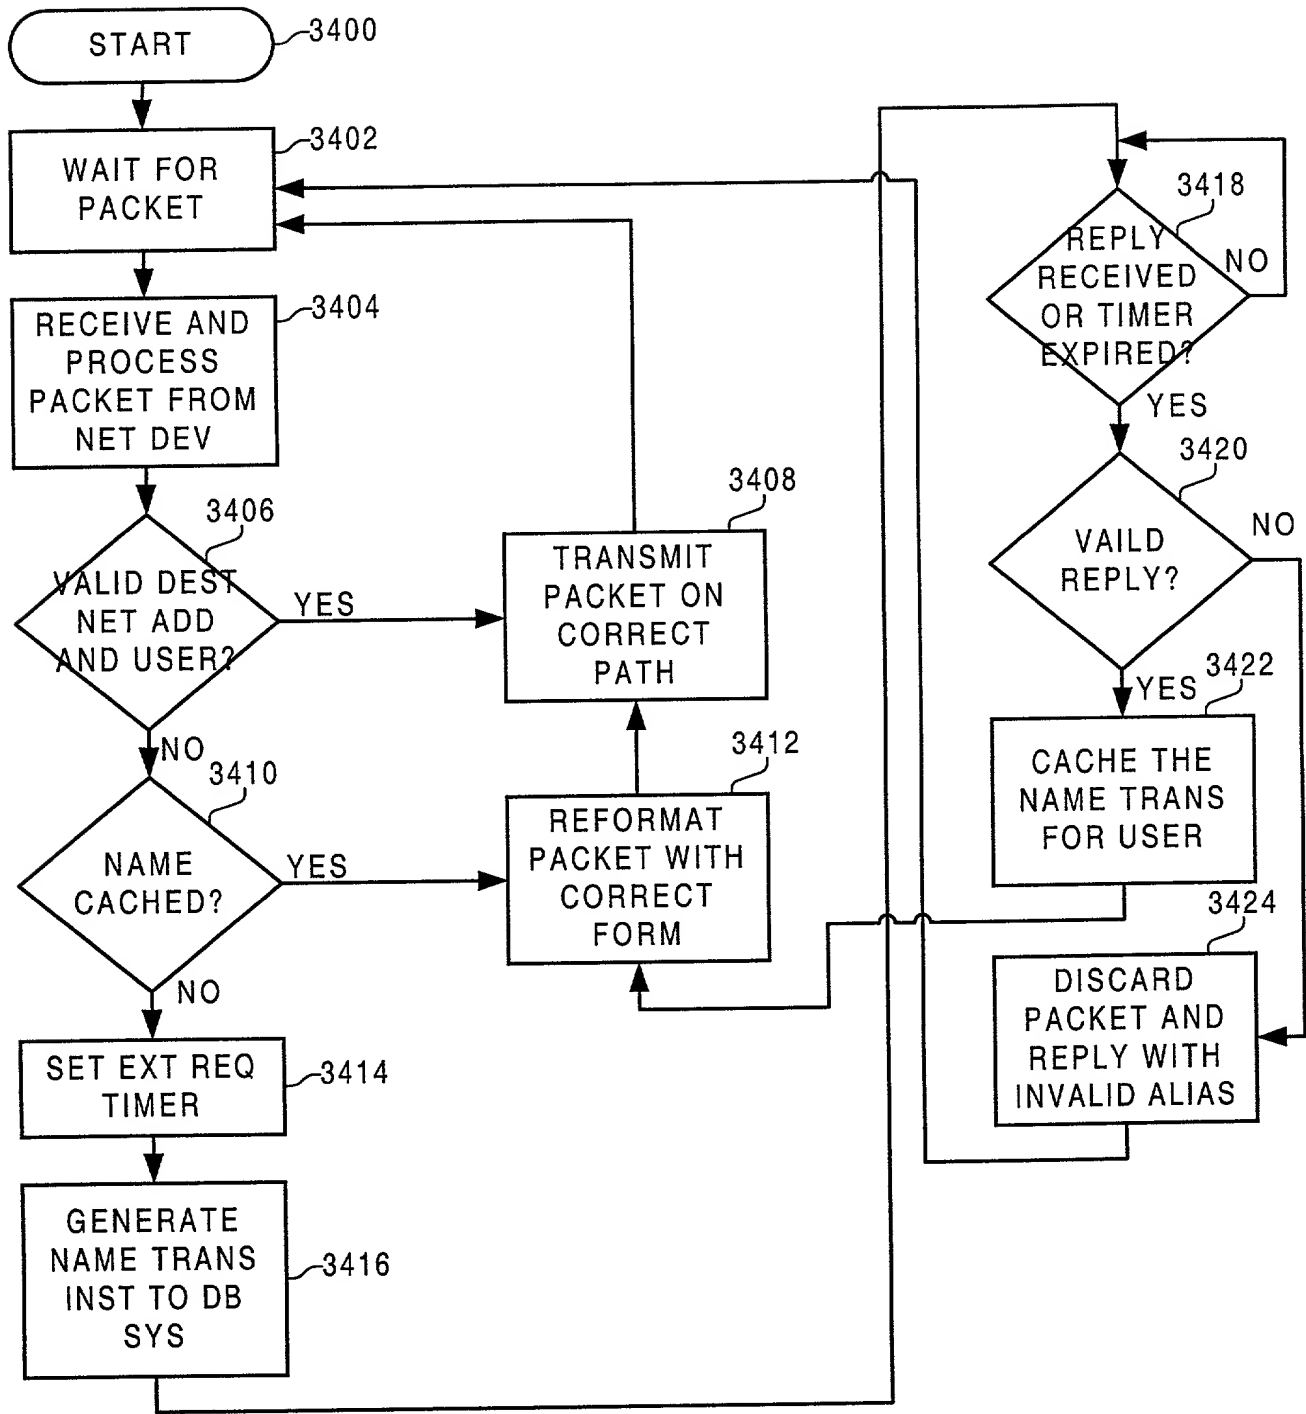 START
3400
WAIT FOR
PACKET
3402
RECEIVE AND
PROCESS
PACKET FROM
NET DEV
3404
VALID DEST
NET ADD
AND USER?
3406
YES
NO
TRANSMIT
PACKET ON
CORRECT
PATH
3408
NAME
CACHED?
3410
YES
NO
REFORMAT
PACKET WITH
CORRECT
FORM
3412
SET EXT REQ
TIMER
3414
GENERATE
NAME TRANS
INST TO DB
SYS
3416
REPLY
RECEIVED
OR TIMER
EXPIRED?
3418
NO
YES
VAILD
REPLY?
3420
NO
YES
CACHE THE
NAME TRANS
FOR USER
3422
DISCARD
PACKET AND
REPLY WITH
INVALID ALIAS
3424